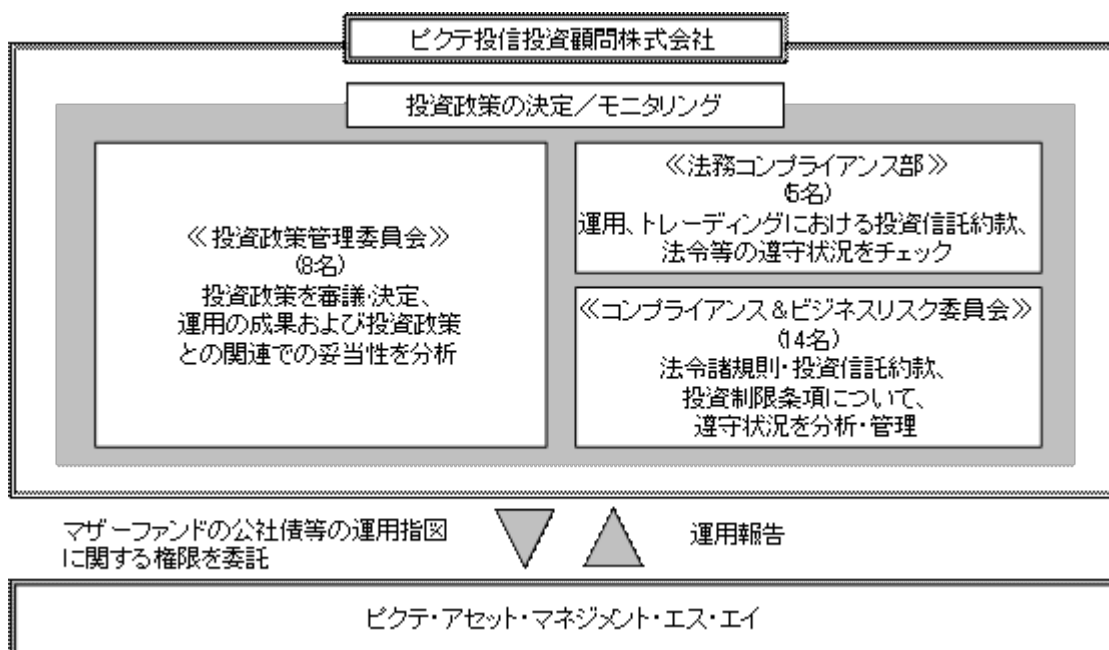 ピクテ投信投資顧問株式会社
投資政策の決定／モニタリング
≪投資政策管理委員会≫
(8名)
投資政策を審議・決定、
運用の成果および投資政策
との関連での妥当性を分析
≪法務コンプライアンス部≫
(5名)
運用、トレーディングにおける投資信託約款、
法令等の遵守状況をチェック
≪コンプライアンス＆ビジネスリスク委員会≫
(14名)
法令諸規則・投資信託約款、
投資制限条項について、
遵守状況を分析・管理
マザーファンドの公社債等の運用指図
に関する権限を委託
運用報告
ピクテ・アセット・マネジメント・エス・エイ